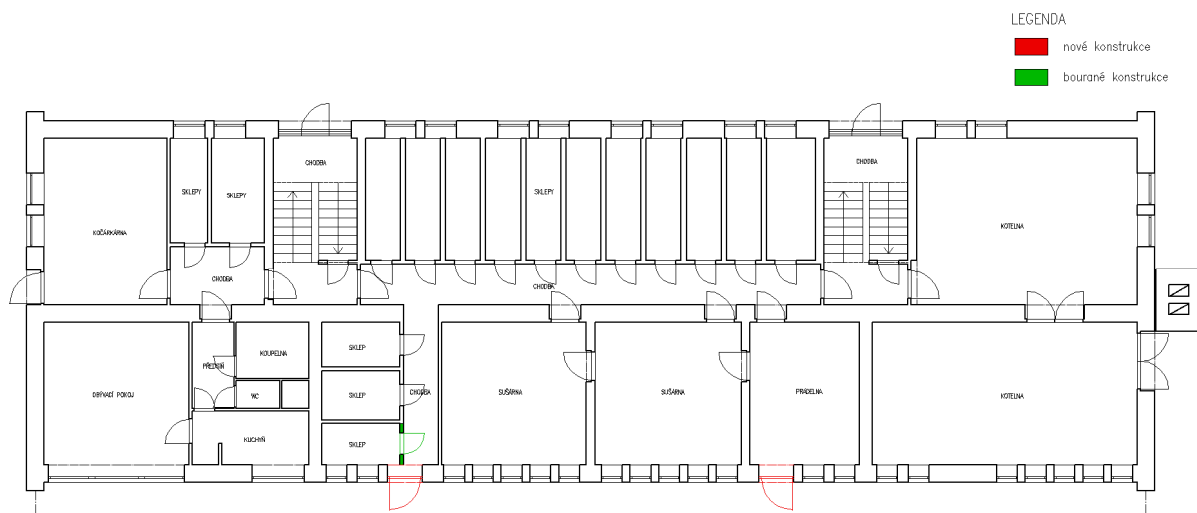 LEGENDA
nové konstrukce
bourané konstrukce
CHODBA
CHODBA
SKLEPY
SKLEPY
SKLEPY
KOČÁRKÁRNA
KOTELNA
CHODBA
CHODBA
KOUPELNA
SKLEP
PŘEDSÍŇ
OBÝVACÍ POKOJ
WC
SKLEP
CHODBA
SUŠÁRNA
SUŠÁRNA
PRÁDELNA
KOTELNA
KUCHYŇ
SKLEP